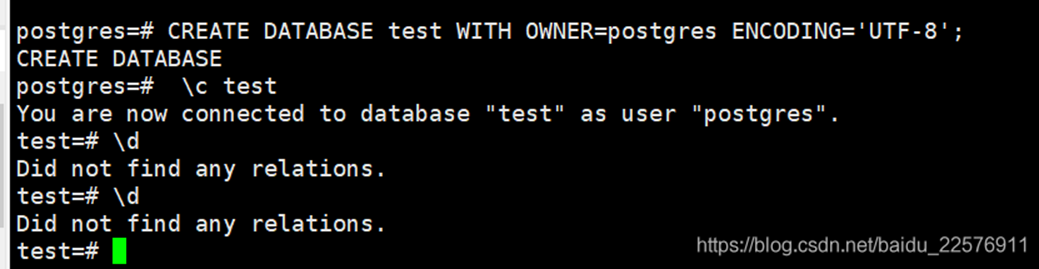 postgres=# CREATE DATABASE test WITH OWNER=postgres ENCODING='UTF-8';
CREATE DATABASE
postgres=#  \c test
You are now connected to database "test" as user "postgres".
test=# \d
Did not find any relations.
test=# \d
Did not find any relations.
test=#
https://blog.csdn.net/baidu_22576911